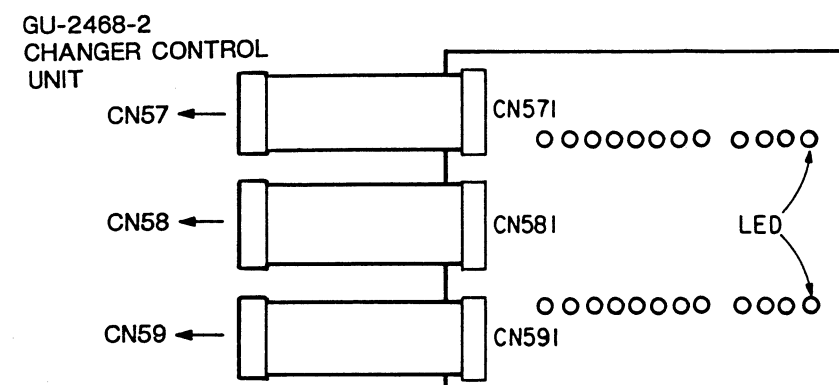 GU-2468-2
CHANGER CONTROL
UNIT
CN57
CN571
CN58
CN581
LED
CN59
CN591